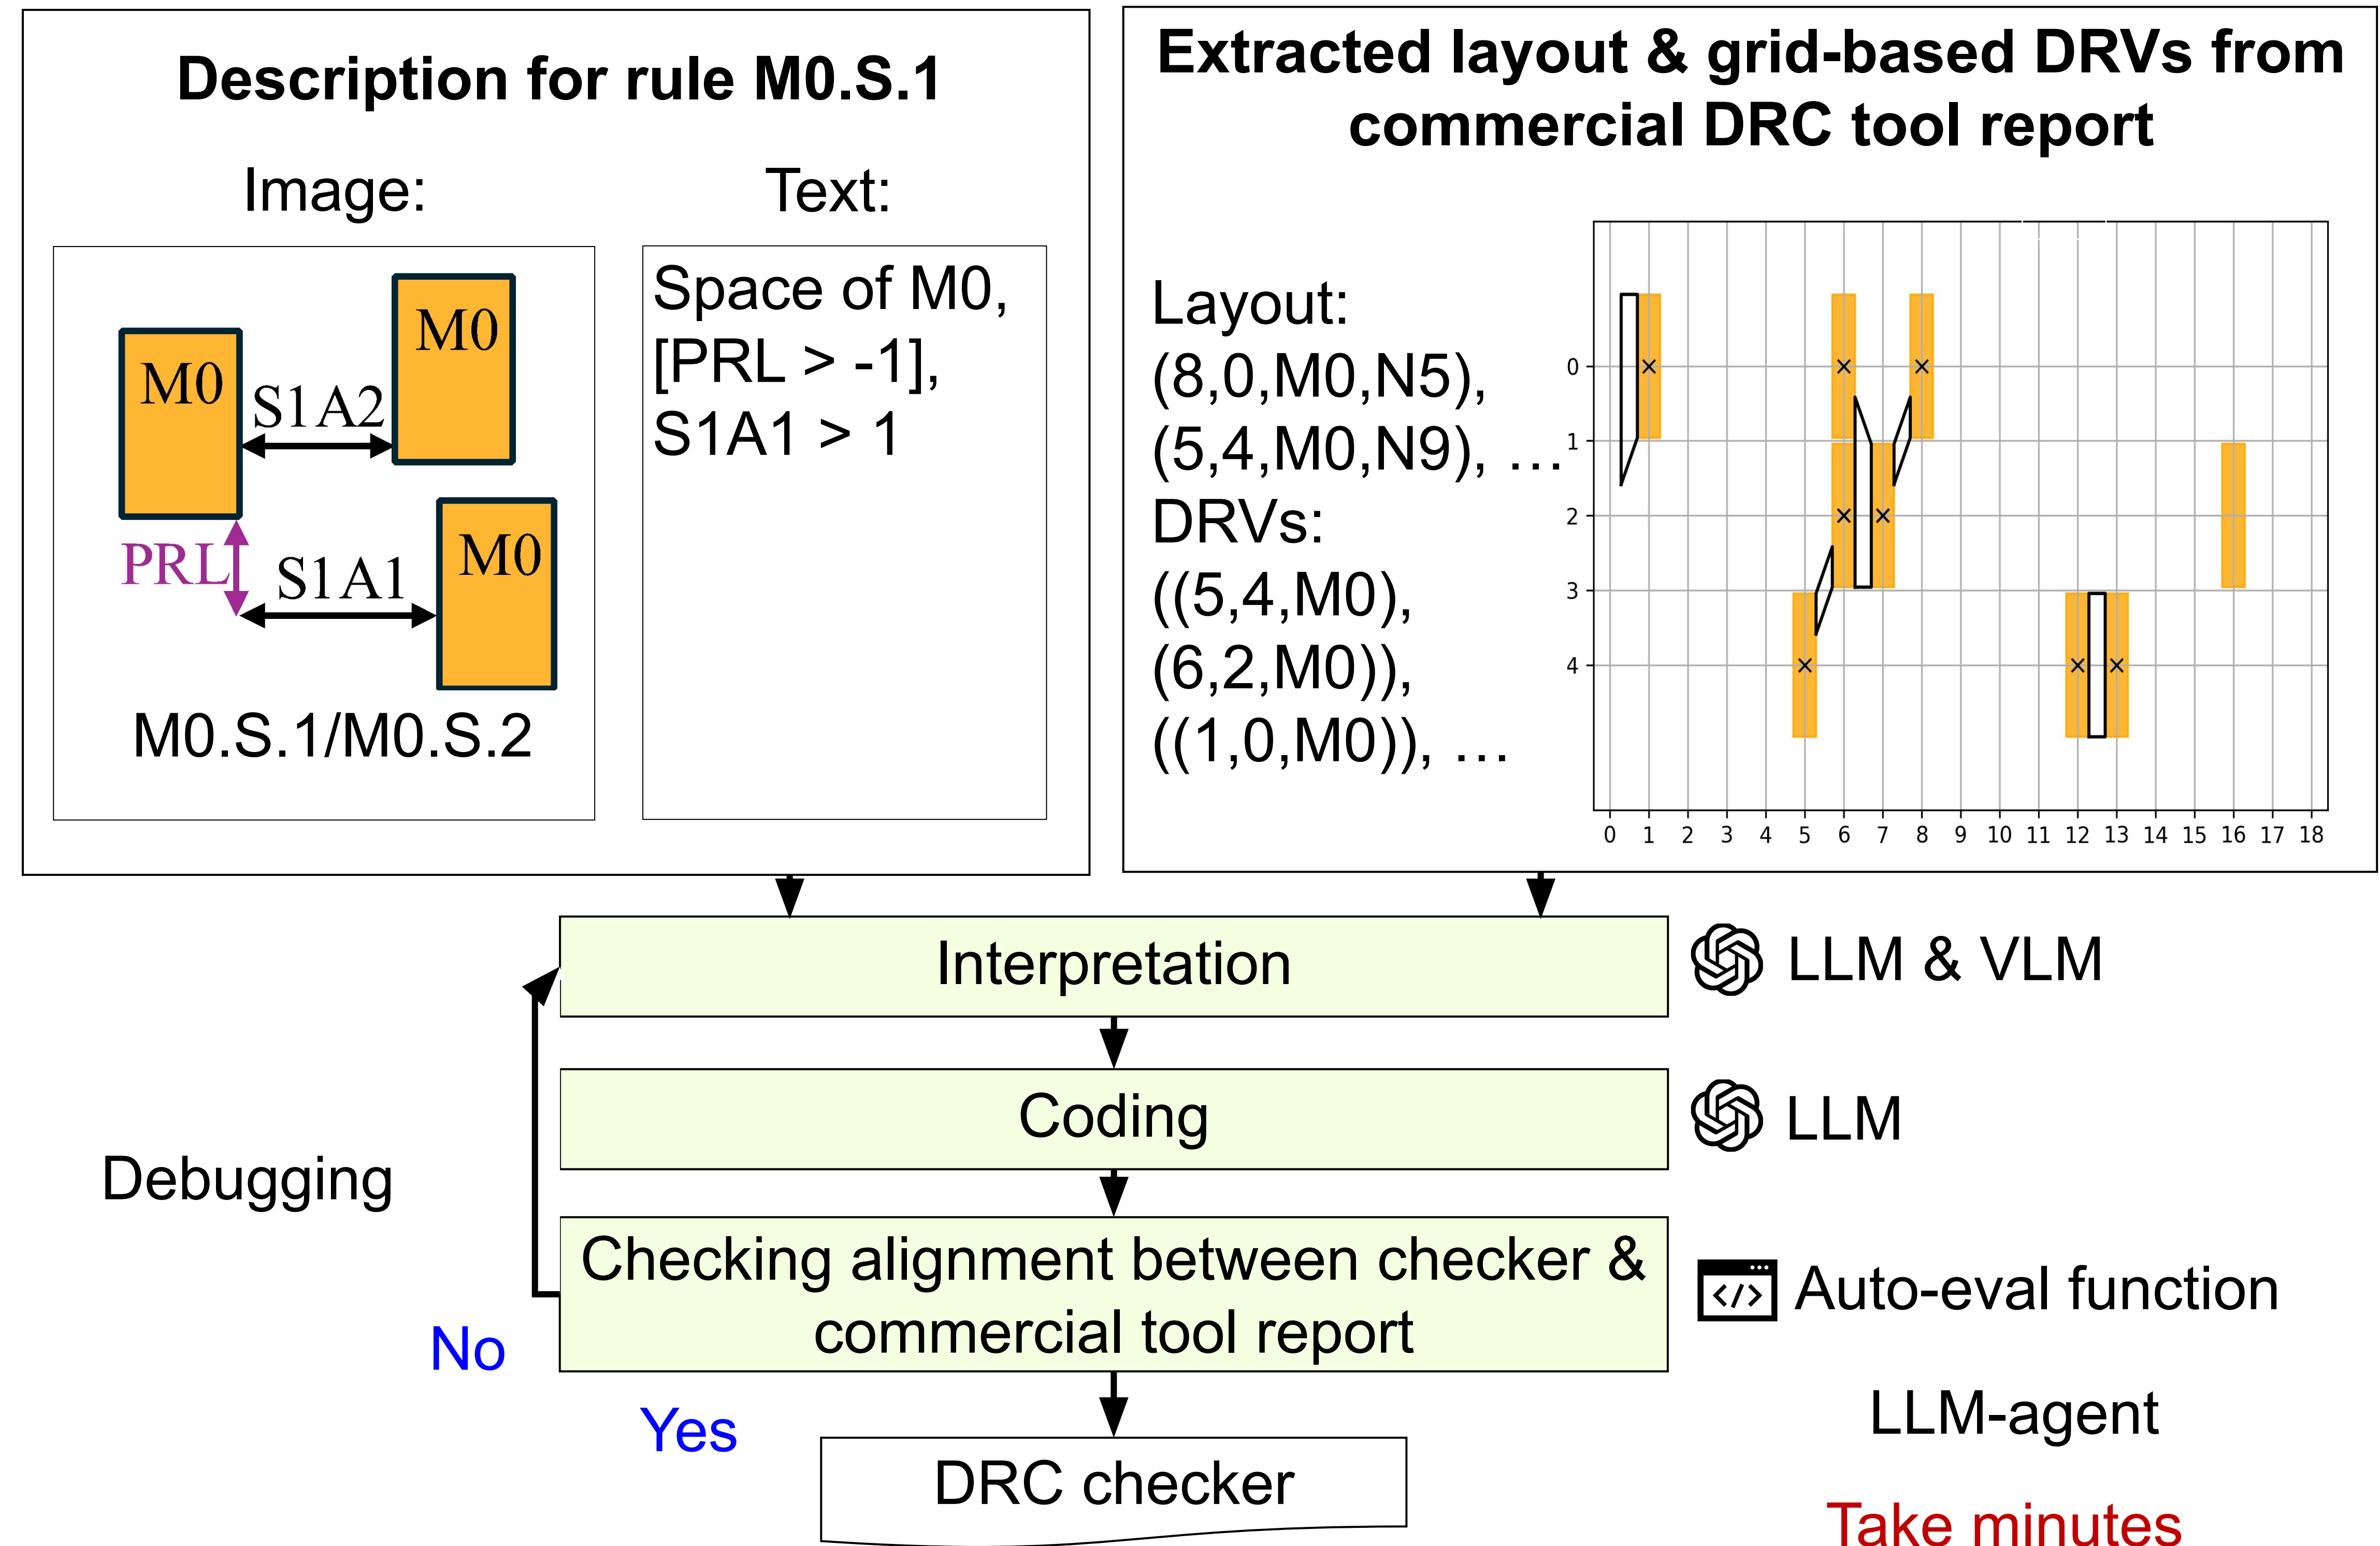 Description for rule M0.S.1
Image:
Text:
M0
M0
S1A2
PRL
S1A1
M0
M0.S.1/M0.S.2
Space of M0,
[PRL > -1],
S1A1 > 1
Extracted layout & grid-based DRVs from
commercial DRC tool report
Layout:
(8,0,M0,N5),
(5,4,M0,N9), …
DRVs:
((5,4,M0),
(6,2,M0)),
((1,0,M0)), …
0
1
2
3
4
0 1 2 3 4 5 6 7 8 9 10 11 12 13 14 15 16 17 18
Interpretation
LLM & VLM
Coding
LLM
Debugging
Checking alignment between checker &
commercial tool report
</> Auto-eval function
No
Yes
LLM-agent
DRC checker
Take minutes